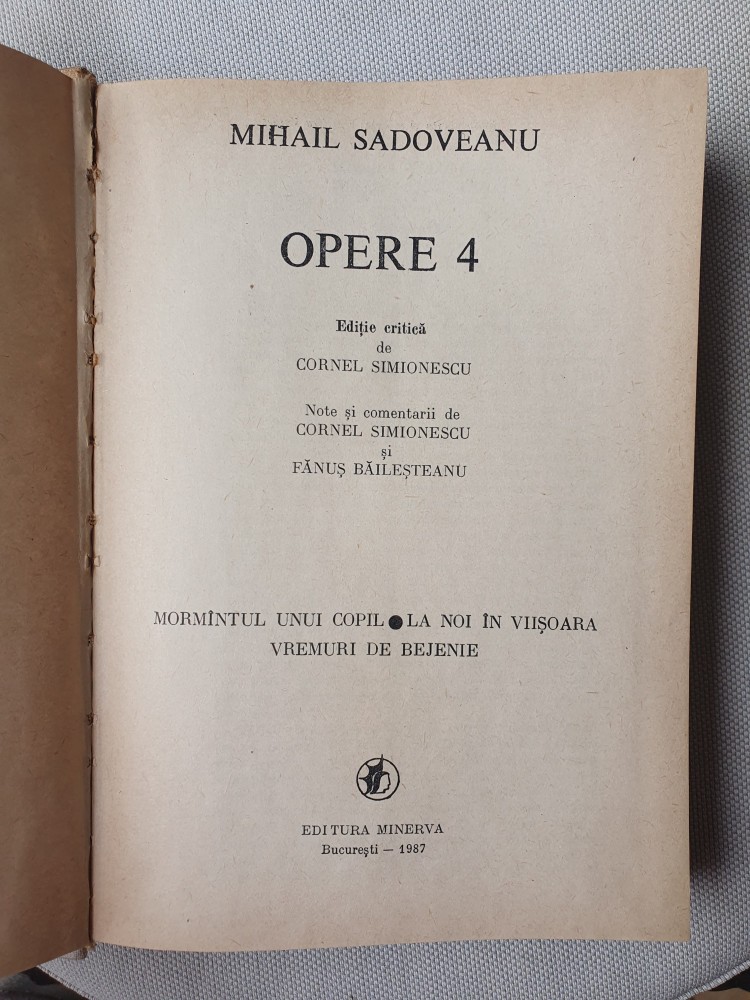 MIHAIL SADOVEANU
OPERE 4
Ediție critică
de
CORNEL SIMIONESCU
Note și comentarii de
CORNEL SIMIONESCU
și
FĂNUȘ BĂILEȘTEANU
MORMÎNTUL UNUI COPIL ● LA NOI ÎN VIIȘOARA
VREMURI DE BEJENIE
EDITURA MINERVA
București — 1987